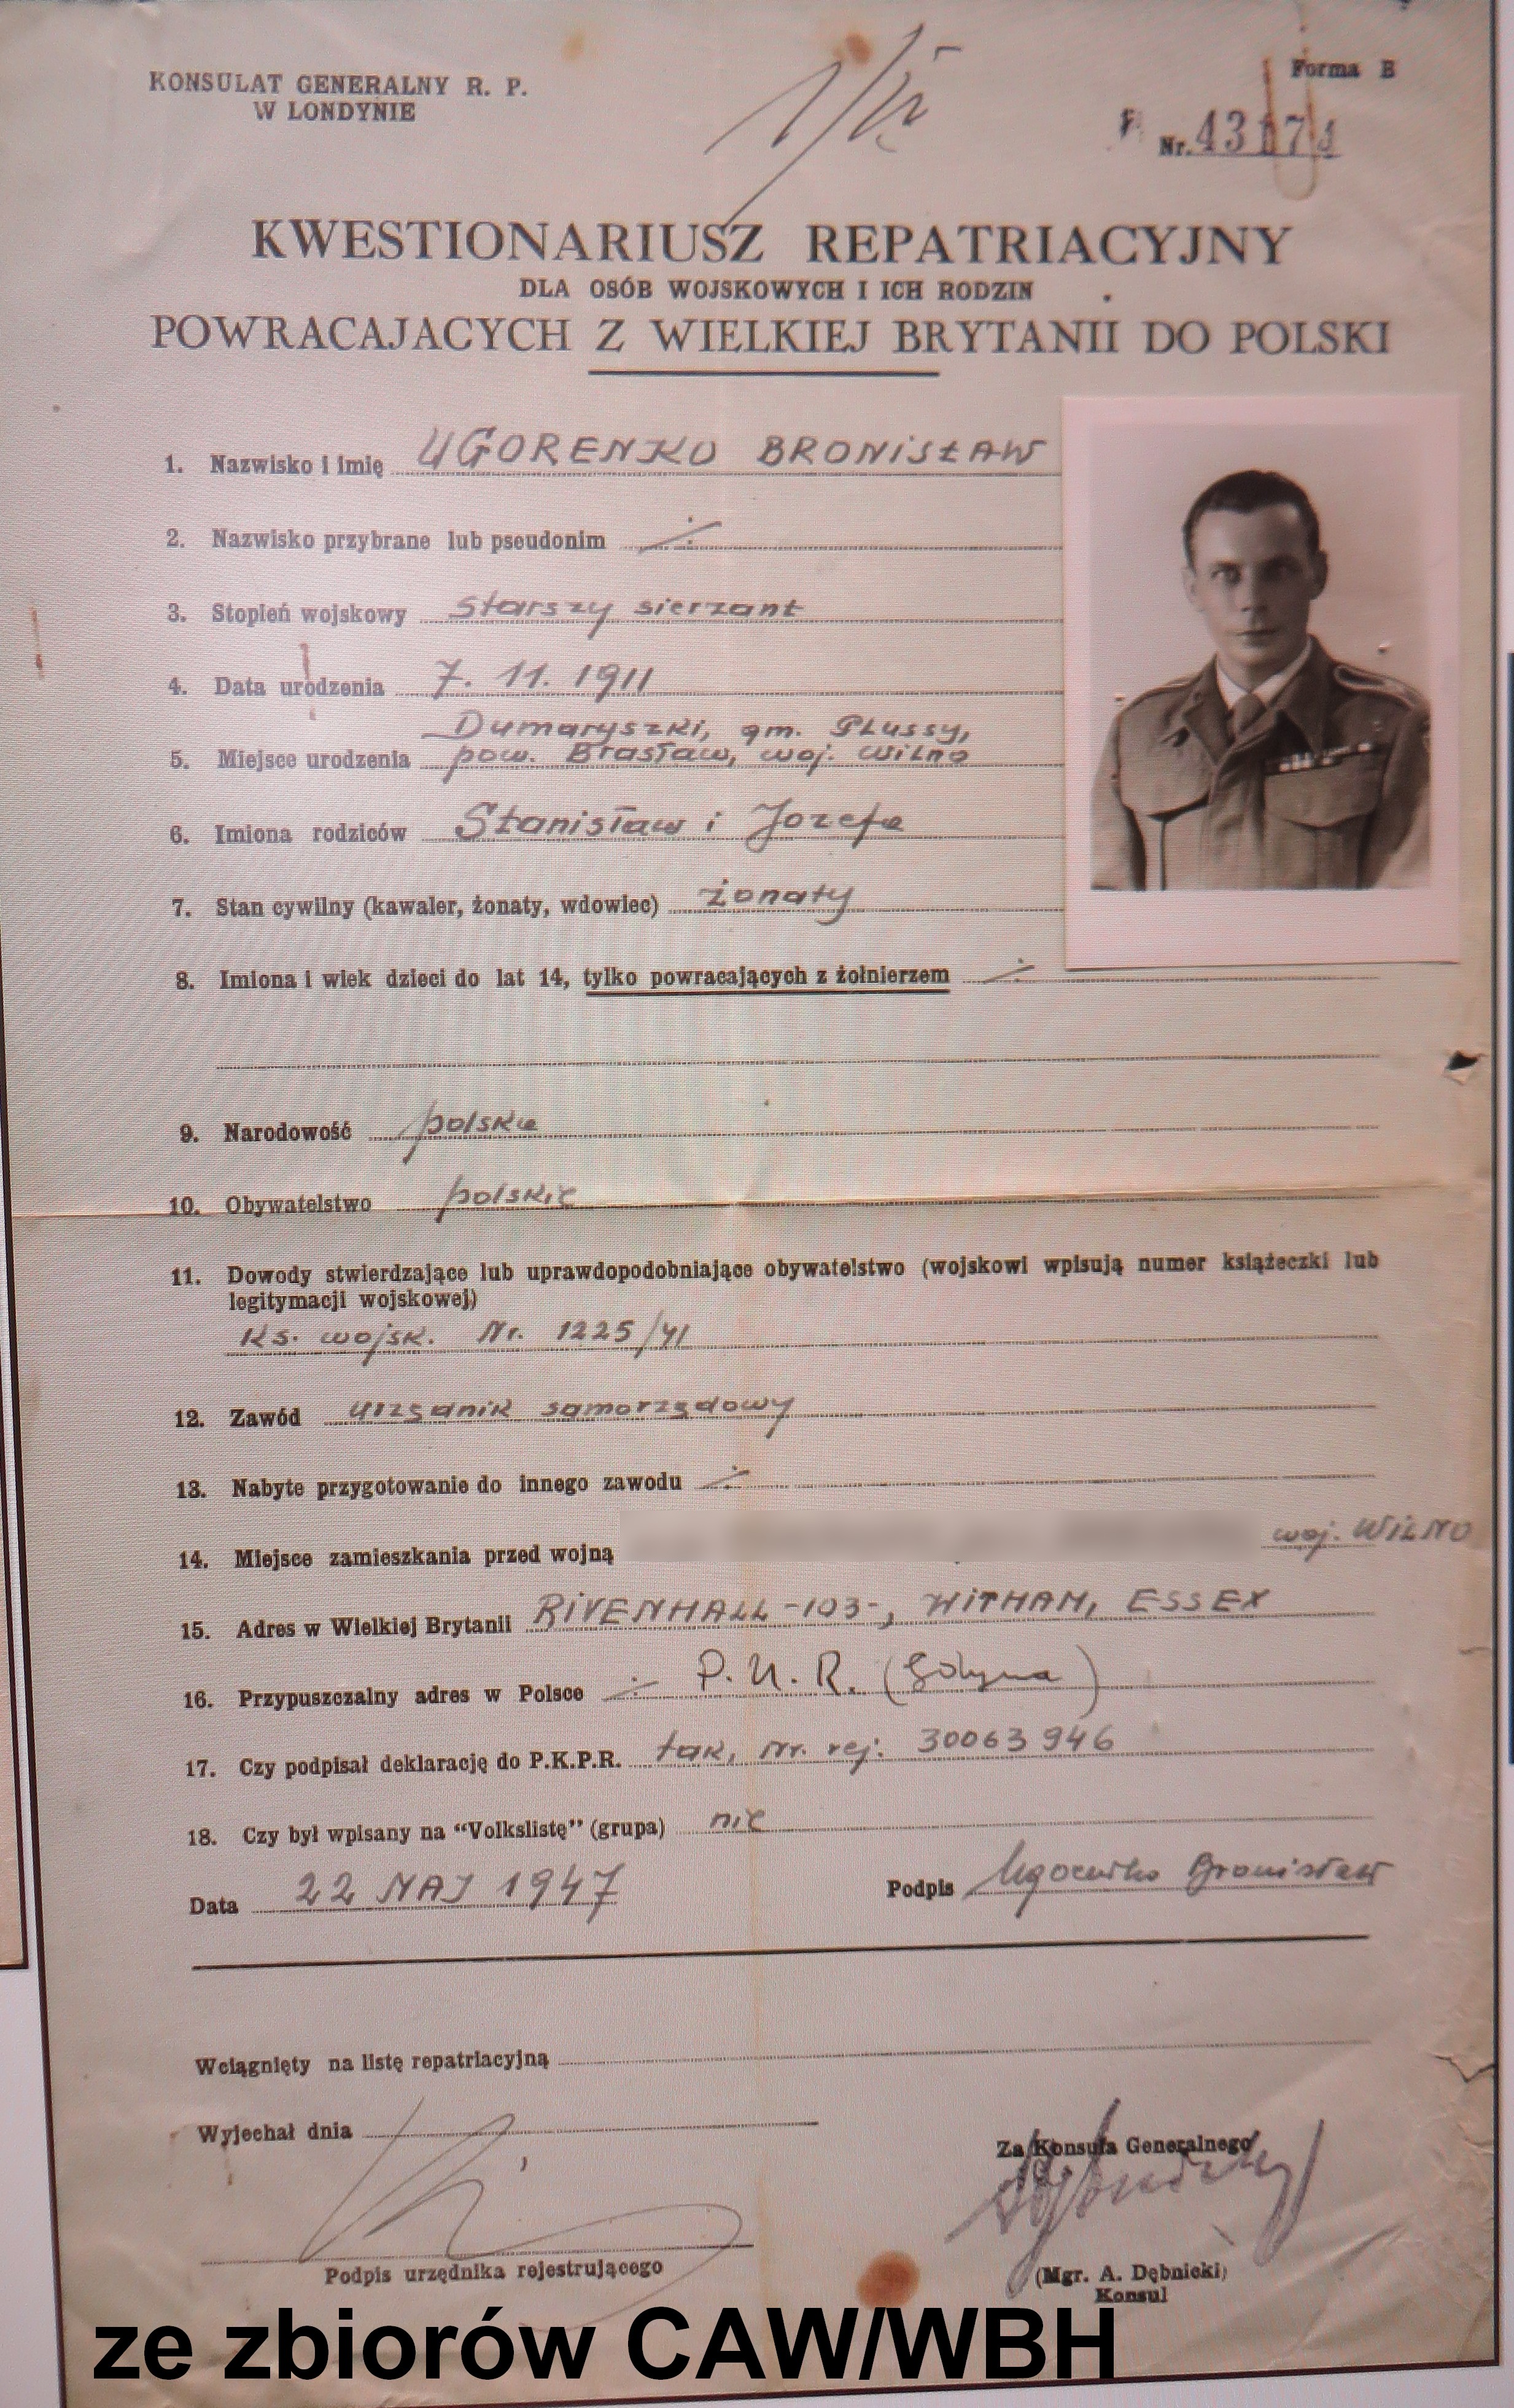 KONSULAT GENERALNY R. P.
W LONDYNIE
Forma B
Nr.
KWESTIONARIUSZ REPATRIACYJNY
DLA OSÓB WOJSKOWYCH I ICH RODZIN
POWRACAJACYCH Z WIELKIEJ BRYTANII DO POLSKI
1. Nazwisko i imię UGORENKO BRONISŁAW
2. Nazwisko przybrane lub pseudonim
3. Stopień wojskowy starszy sierzant
4. Data urodzenia 7. 11. 1911
Dumaryszki, gm. Plussy,
5. Miejsce urodzenia pow. Brasław, woj. Wilno
6. Imiona rodziców Stanisław i Jozefa
7. Stan cywilny (kawaler, żonaty, wdowiec) żonaty
8. Imiona i wiek dzieci do lat 14, tylko powracających z żołnierzem
9. Narodowość polska
10. Obywatelstwo polskie
11. Dowody stwierdzające lub uprawdopodobniające obywatelstwo (wojskowi wpisują numer książeczki lub
legitymacji wojskowej)
Ks. wojsk. Nr. 1225/41
12. Zawód samorządowy
13. Nabyte przygotowanie do innego zawodu
14. Miejsce zamieszkania przed wojną woj. WILNO
15. Adres w Wielkiej Brytanii RIVENHALL -103-, WITHAM, ESSEX
16. Przypuszczalny adres w Polsce P. U. R. (Gdynia)
17. Czy podpisał deklarację do P.K.P.R. tak, Nr. rej: 30063946
18. Czy był wpisany na "Volkslistę" (grupa) nie
Data 22 MAJ 1947 Podpis Ugorenko Bronisław
Wciągnięty na listę repatriacyjną
Wyjechał dnia
Za Konsula Generalnego
Podpis urzędnika rejestrującego
(Mgr. A. Dębnicki)
Konsul
ze zbiorów CAW/WBH